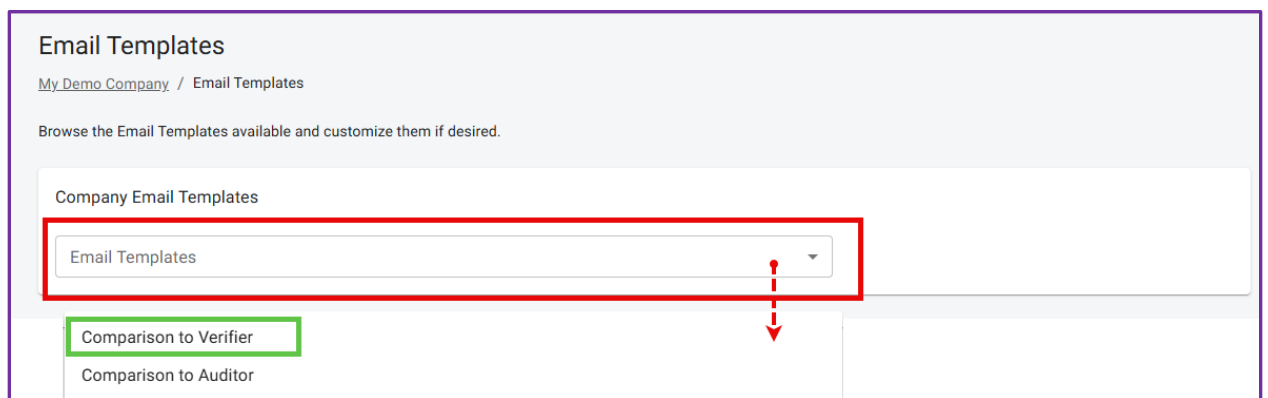 Email Templates
My Demo Company / Email Templates
Browse the Email Templates available and customize them if desired.
Company Email Templates
Email Templates
Comparison to Verifier
Comparison to Auditor